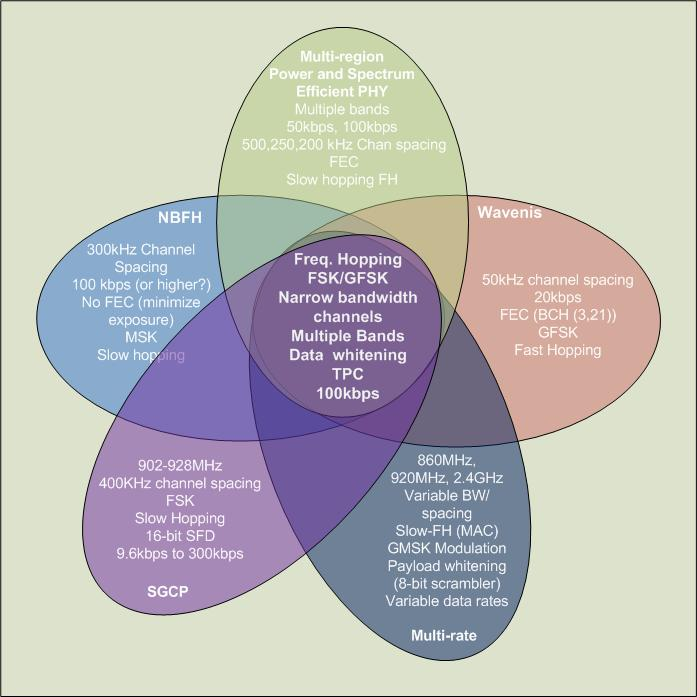 Multi-region
Power and Spectrum
Efficient PHY
Multiple bands
50kbps, 100kbps
500,250,200 kHz Chan spacing
FEC
Slow hopping FH
NBFH
300kHz Channel
Spacing
100 kbps (or higher?)
No FEC (minimize
exposure)
MSK
Slow hopping
Wavenis
50kHz channel spacing
20kbps
FEC (BCH (3,21))
GFSK
Fast Hopping
Freq. Hopping
FSK/GFSK
Narrow bandwidth
channels
Multiple Bands
Data whitening
TPC
100kbps
902-928MHz
400KHz channel spacing
FSK
Slow Hopping
16-bit SFD
9.6kbps to 300kbps
SGCP
860MHz,
920MHz, 2.4GHz
Variable BW/
spacing
Slow-FH (MAC)
GMSK Modulation
Payload whitening
(8-bit scrambler)
Variable data rates
Multi-rate